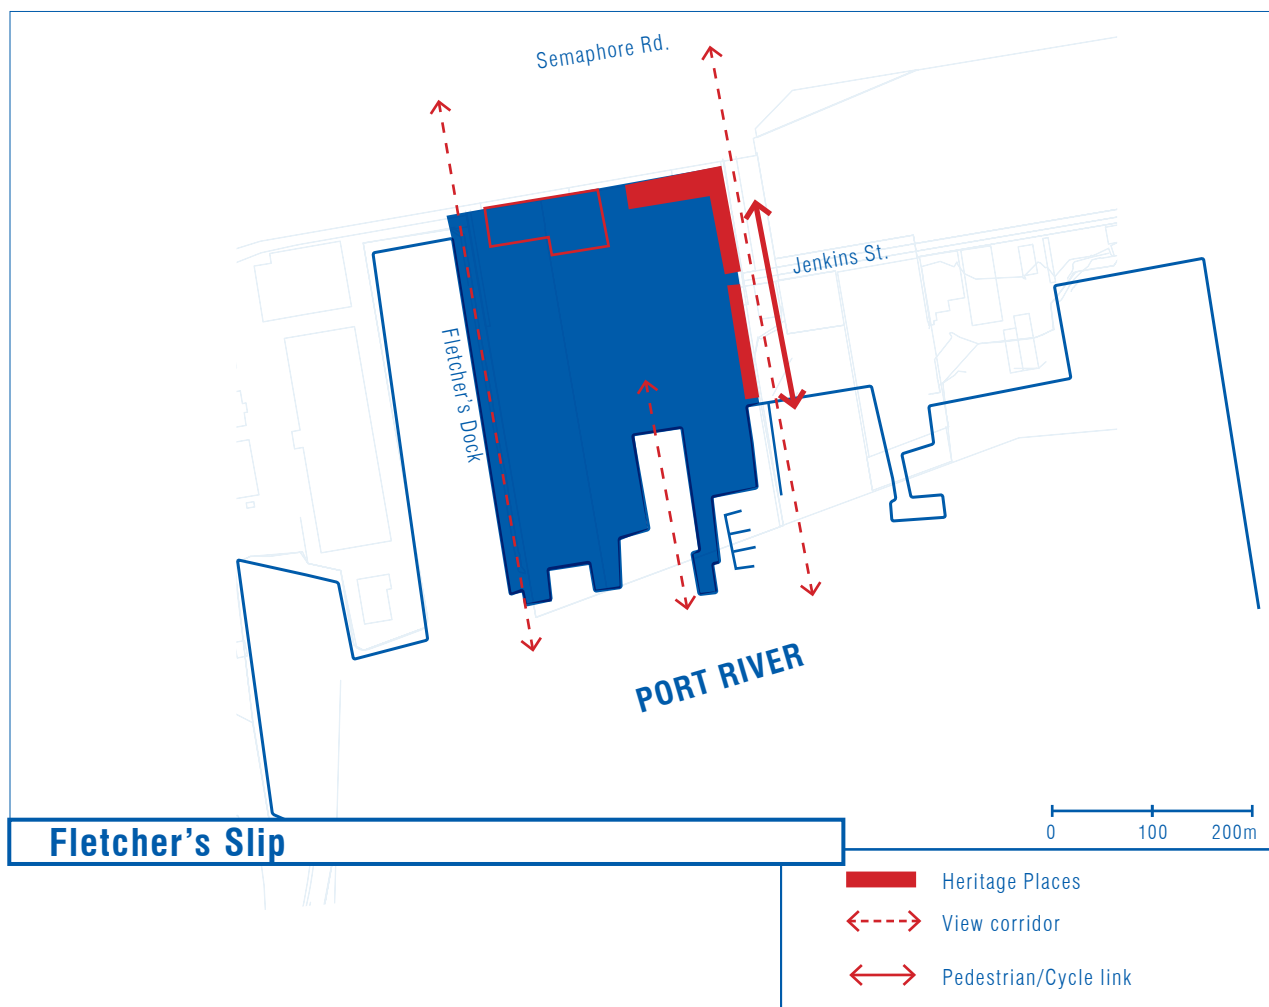 Semaphore Rd.
Jenkins St.
Fletcher's Dock
PORT RIVER
Fletcher's Slip
0 100 200m
Heritage Places
View corridor
Pedestrian/Cycle link